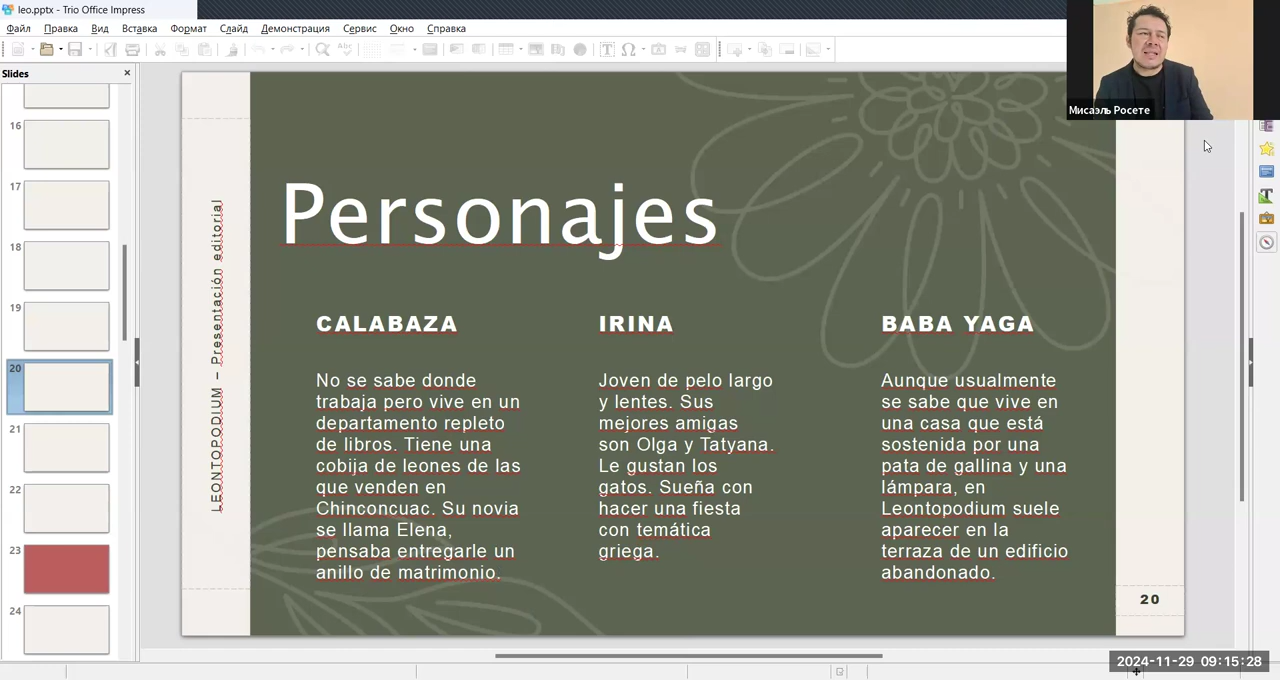 leo.pptx - Trio Office Impress
Файл Правка Вид Вставка Формат Слайд Демонстрация Сервис Окно Справка
Slides
16
17
18
19
20
21
22
23
24
LEONTOPODIUM – Presentación editorial
Personajes
CALABAZA
No se sabe donde
trabaja pero vive en un
departamento repleto
de libros. Tiene una
cobija de leones de las
que venden en
Chinconcuac. Su novia
se llama Elena,
pensaba entregarle un
anillo de matrimonio.
IRINA
Joven de pelo largo
y lentes. Sus
mejores amigas
son Olga y Tatyana.
Le gustan los
gatos. Sueña con
hacer una fiesta
con temática
griega.
BABA YAGA
Aunque usualmente
se sabe que vive en
una casa que está
sostenida por una
pata de gallina y una
lámpara, en
Leontopodium suele
aparecer en la
terraza de un edificio
abandonado.
20
Мисаэль Росете
2024-11-29 09:15:28